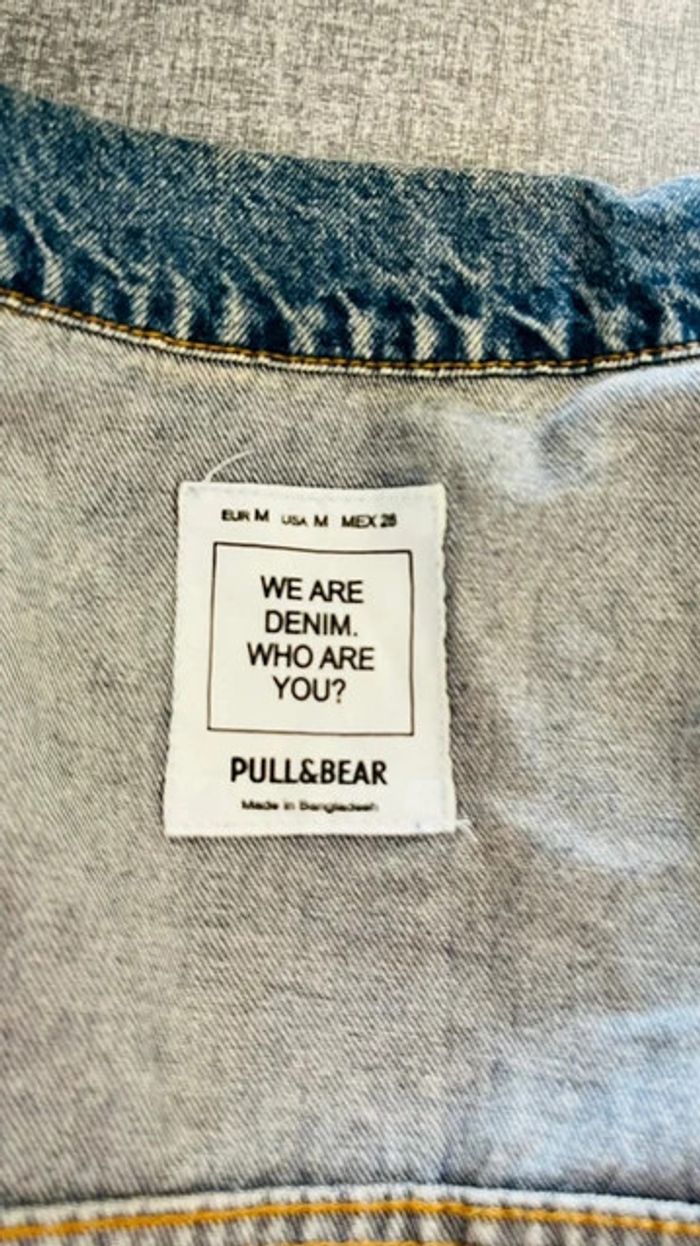 EUR M USA M MEX 28
WE ARE
DENIM.
WHO ARE
YOU?
PULL&BEAR
Made in Bangladesh